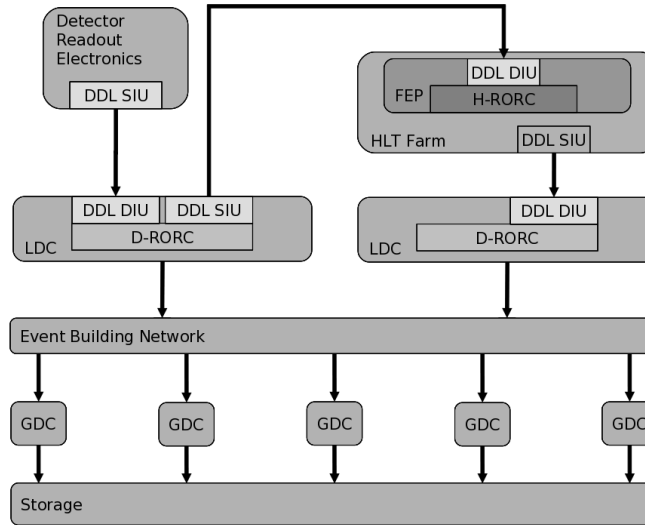 Detector
Readout
Electronics
DDL SIU
DDL DIU
FEP
H-RORC
HLT Farm
DDL SIU
DDL DIU
DDL SIU
D-RORC
LDC
DDL DIU
D-RORC
LDC
Event Building Network
GDC
GDC
GDC
GDC
GDC
Storage